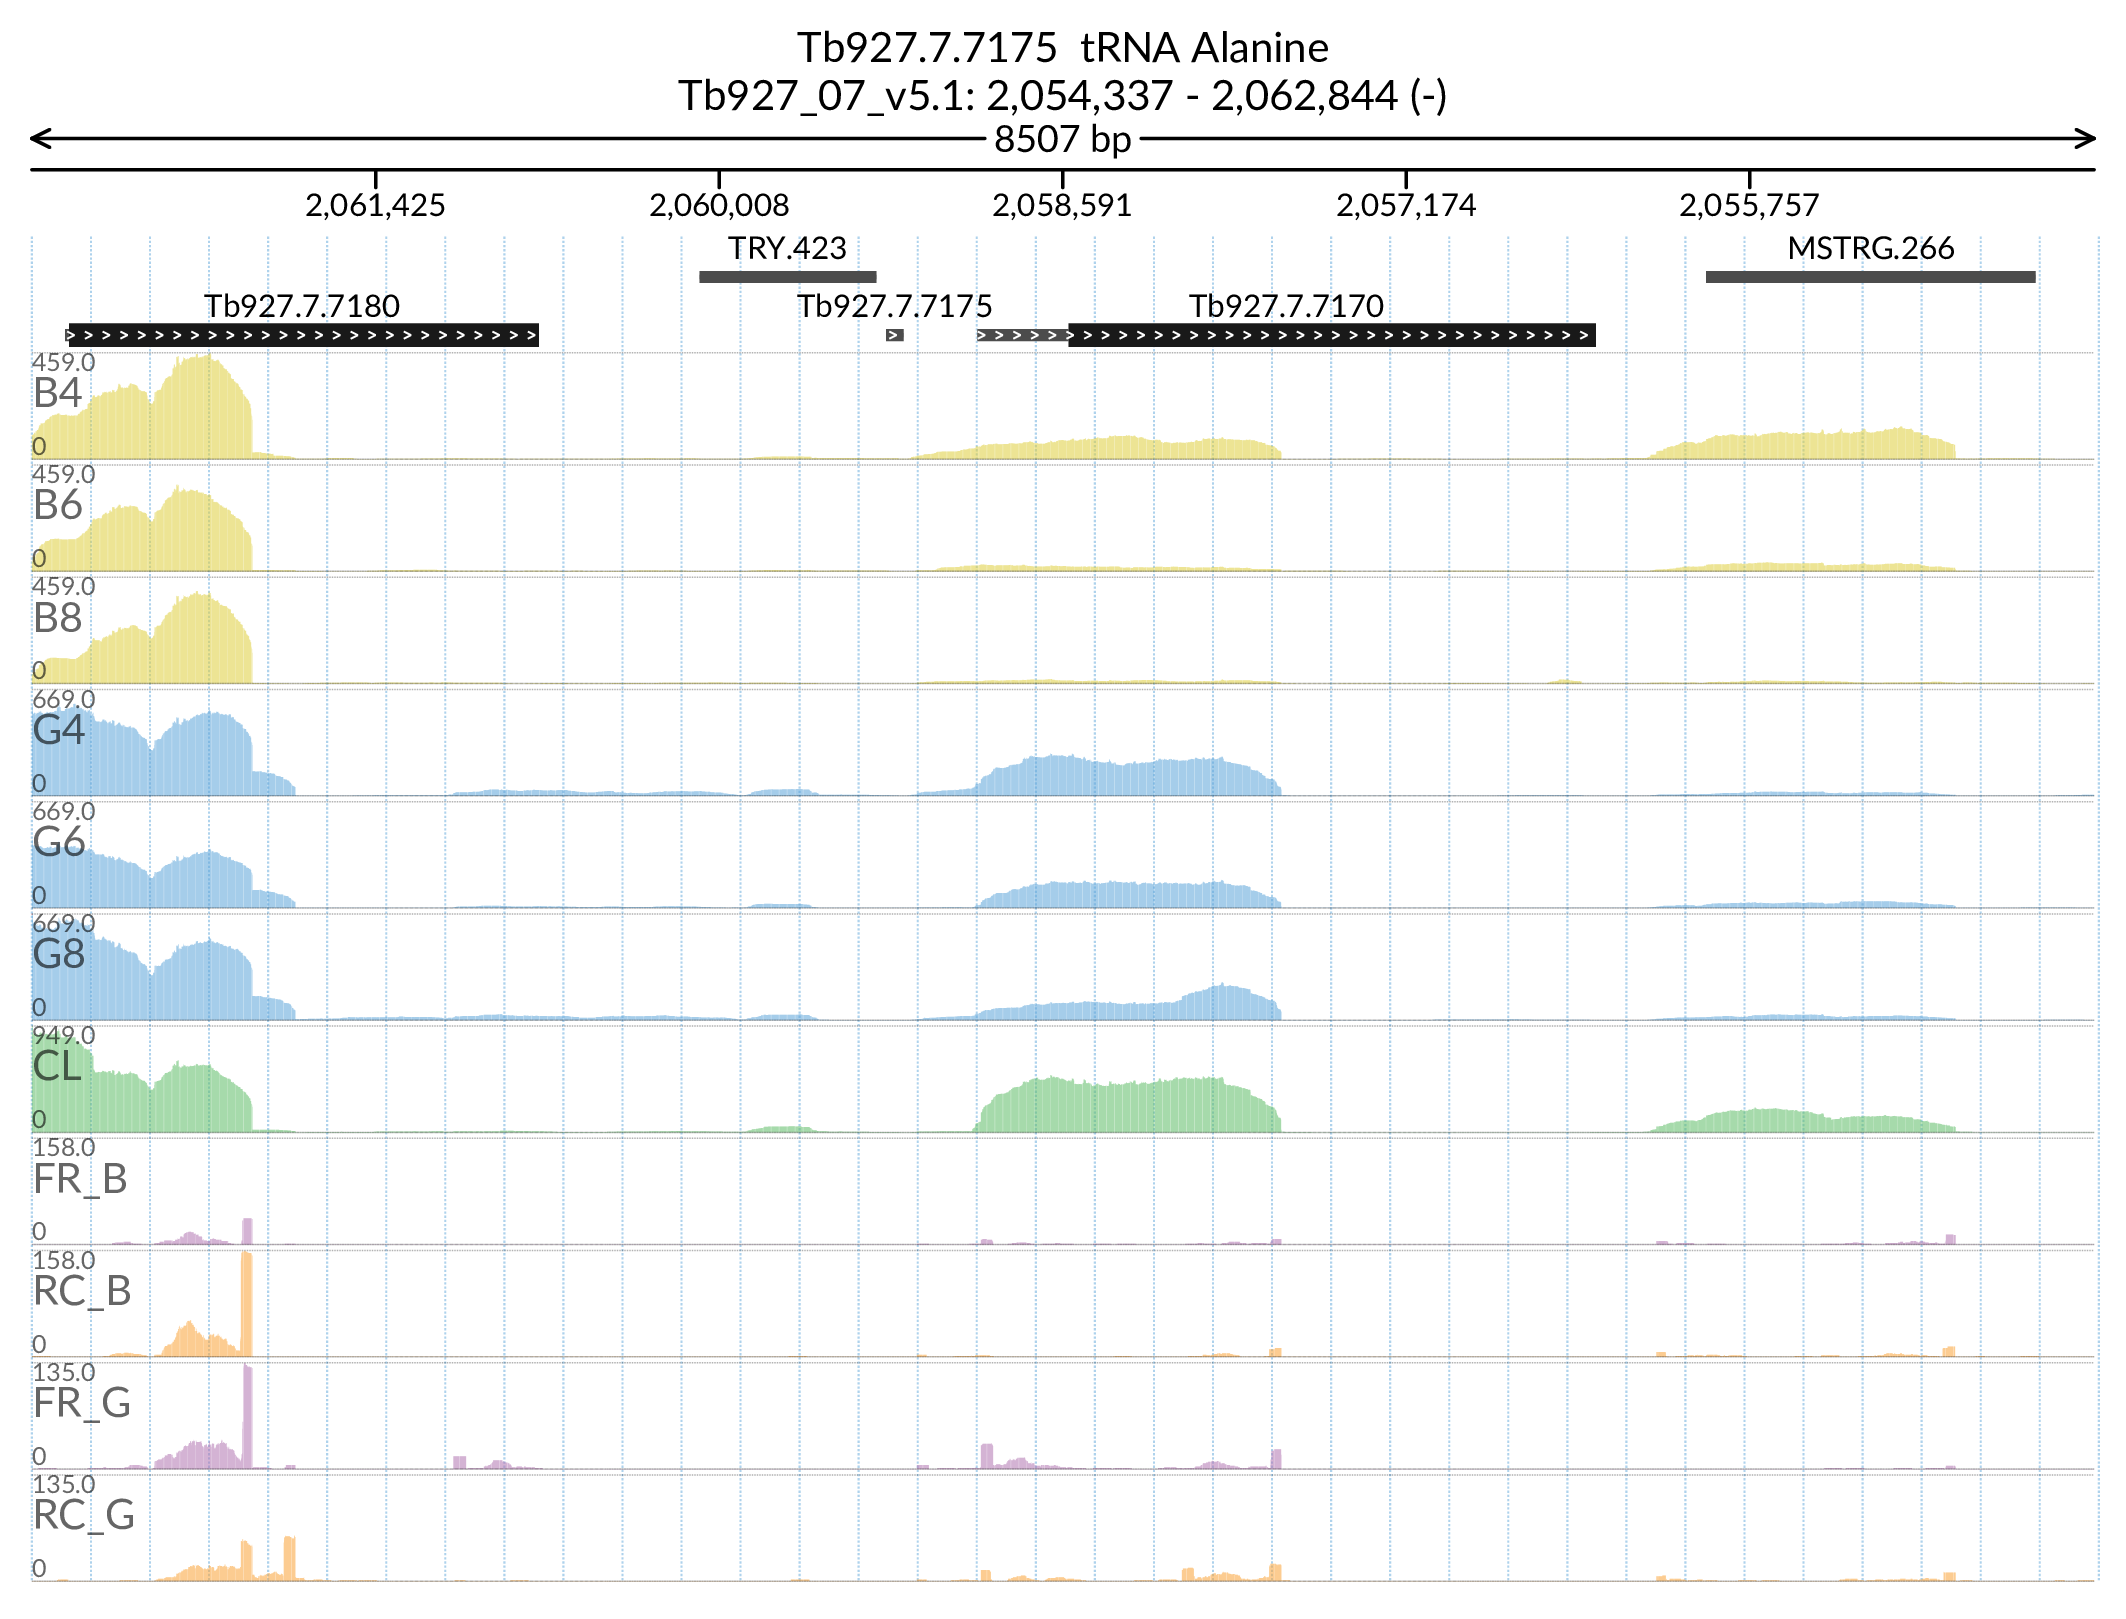 Tb927.7.7175 tRNA Alanine
Tb927_07_v5.1: 2,054,337 - 2,062,844 (-)
8507 bp
2,061,425 2,060,008 2,058,591 2,057,174 2,055,757
TRY.423 MSTRG.266
Tb927.7.7180 Tb927.7.7175 Tb927.7.7170
459.0
B4
0
459.0
B6
0
459.0
B8
0
669.0
G4
0
669.0
G6
0
669.0
G8
0
949.0
CL
0
158.0
FR_B
0
158.0
RC_B
0
135.0
FR_G
0
135.0
RC_G
0